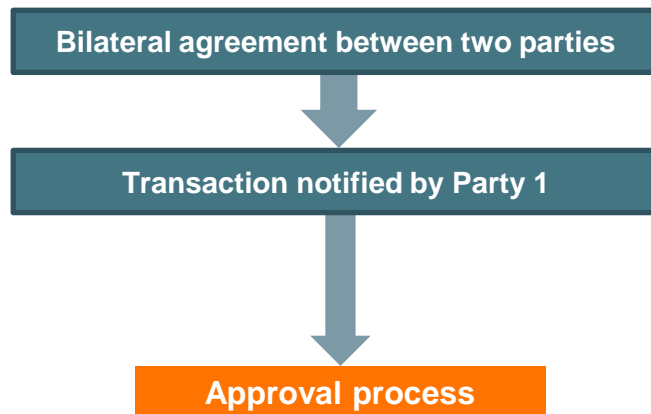 Bilateral agreement between two parties
Transaction notified by Party 1
Approval process